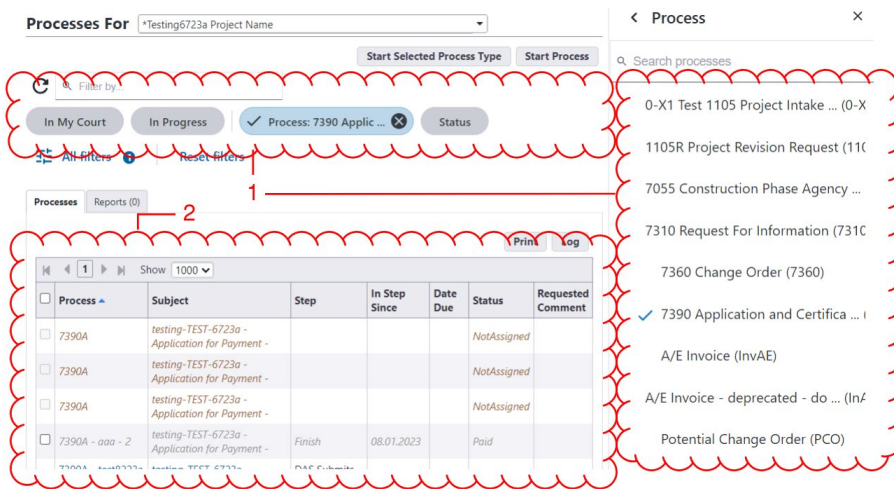 Processes For *Testing6723a Project Name
Start Selected Process Type Start Process
Filter by...
In My Court In Progress Process: 7390 Applic ... Status
All filters Reset filters
1
Processes Reports (0)
2
Print Log
1 Show 1000
Process Subject Step In Step Since Date Due Status Requested Comment
7390A testing-TEST-6723a - Application for Payment - NotAssigned
7390A testing-TEST-6723a - Application for Payment - NotAssigned
7390A testing-TEST-6723a - Application for Payment - NotAssigned
7390A - aaa - 2 testing-TEST-6723a - Application for Payment - Finish 08.01.2023 Paid
DAS Submits
Process
Search processes
0-X1 Test 1105 Project Intake ... (0-X
1105R Project Revision Request (110
7055 Construction Phase Agency ...
7310 Request For Information (7310
7360 Change Order (7360)
7390 Application and Certifica ... (
A/E Invoice (InvAE)
A/E Invoice - deprecated - do ... (InA
Potential Change Order (PCO)